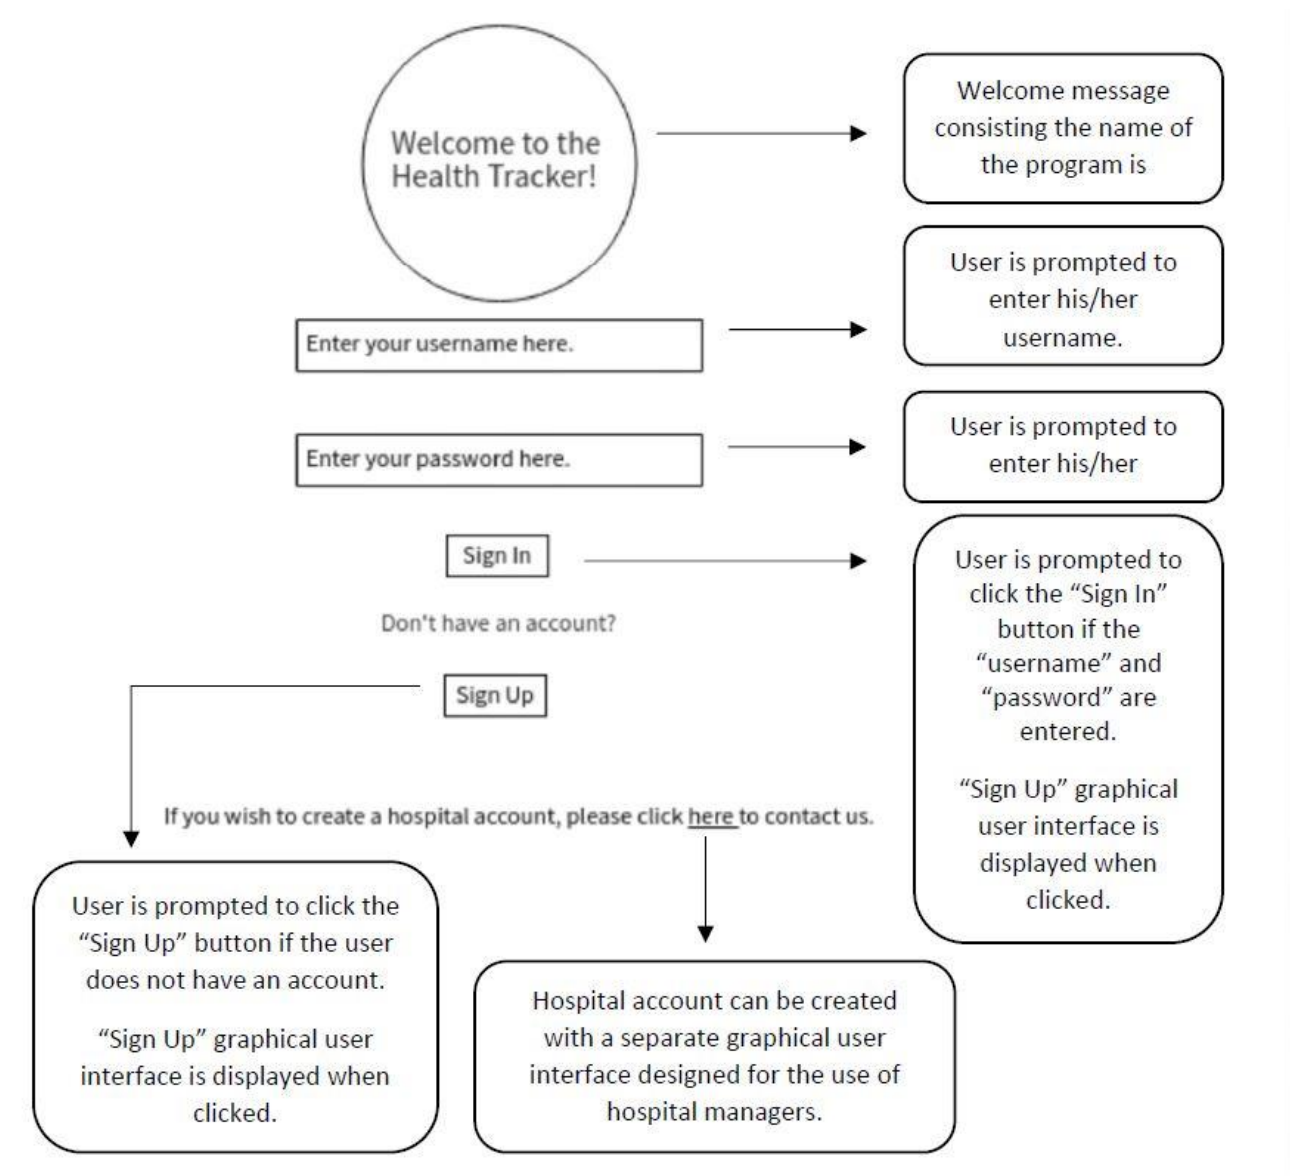 Welcome to the
Health Tracker!
Welcome message
consisting the name of
the program is
Enter your username here.
User is prompted to
enter his/her
username.
Enter your password here.
User is prompted to
enter his/her
Sign In
User is prompted to
click the “Sign In”
button if the
“username” and
“password” are
entered.
“Sign Up” graphical
user interface is
displayed when
clicked.
Don't have an account?
Sign Up
If you wish to create a hospital account, please click here to contact us.
User is prompted to click the
“Sign Up” button if the user
does not have an account.
“Sign Up” graphical user
interface is displayed when
clicked.
Hospital account can be created
with a separate graphical user
interface designed for the use of
hospital managers.